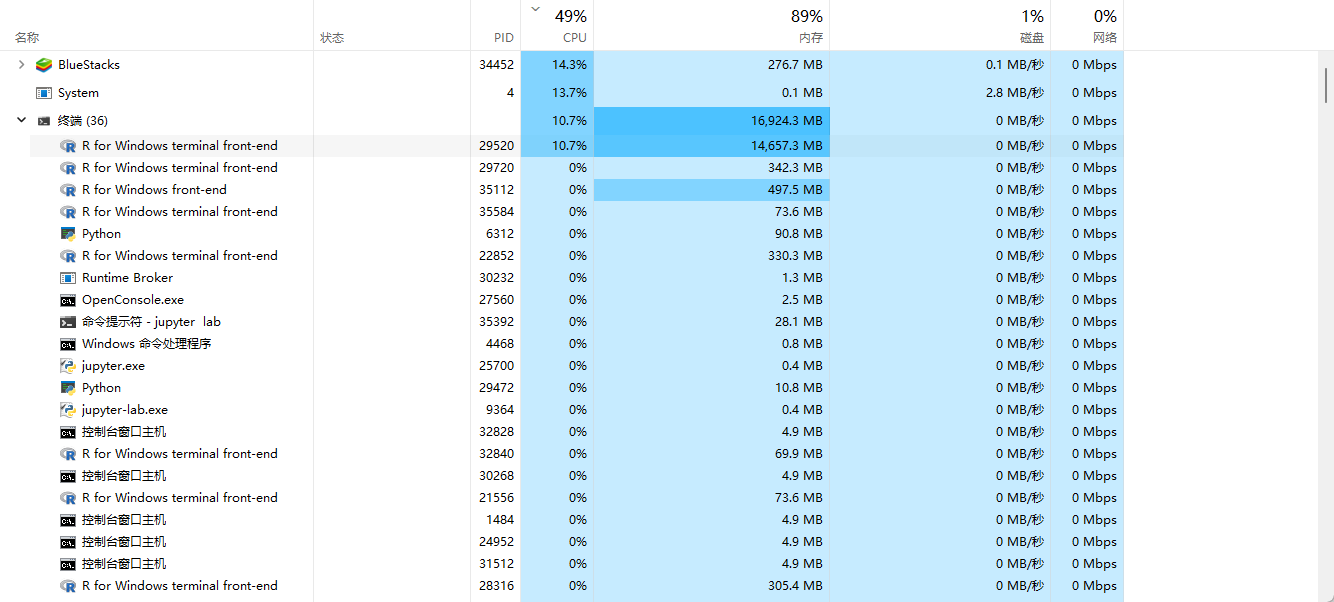 49% 89% 1% 0%
名称 状态 PID CPU 内存 磁盘 网络
BlueStacks 34452 14.3% 276.7 MB 0.1 MB/秒 0 Mbps
System 4 13.7% 0.1 MB 2.8 MB/秒 0 Mbps
终端 (36) 10.7% 16,924.3 MB 0 MB/秒 0 Mbps
R for Windows terminal front-end 29520 10.7% 14,657.3 MB 0 MB/秒 0 Mbps
R for Windows terminal front-end 29720 0% 342.3 MB 0 MB/秒 0 Mbps
R for Windows front-end 35112 0% 497.5 MB 0 MB/秒 0 Mbps
R for Windows terminal front-end 35584 0% 73.6 MB 0 MB/秒 0 Mbps
Python 6312 0% 90.8 MB 0 MB/秒 0 Mbps
R for Windows terminal front-end 22852 0% 330.3 MB 0 MB/秒 0 Mbps
Runtime Broker 30232 0% 1.3 MB 0 MB/秒 0 Mbps
OpenConsole.exe 27560 0% 2.5 MB 0 MB/秒 0 Mbps
命令提示符 - jupyter lab 35392 0% 28.1 MB 0 MB/秒 0 Mbps
Windows 命令处理程序 4468 0% 0.8 MB 0 MB/秒 0 Mbps
jupyter.exe 25700 0% 0.4 MB 0 MB/秒 0 Mbps
Python 29472 0% 10.8 MB 0 MB/秒 0 Mbps
jupyter-lab.exe 9364 0% 0.4 MB 0 MB/秒 0 Mbps
控制台窗口主机 32828 0% 4.9 MB 0 MB/秒 0 Mbps
R for Windows terminal front-end 32840 0% 69.9 MB 0 MB/秒 0 Mbps
控制台窗口主机 30268 0% 4.9 MB 0 MB/秒 0 Mbps
R for Windows terminal front-end 21556 0% 73.6 MB 0 MB/秒 0 Mbps
控制台窗口主机 1484 0% 4.9 MB 0 MB/秒 0 Mbps
控制台窗口主机 24952 0% 4.9 MB 0 MB/秒 0 Mbps
控制台窗口主机 31512 0% 4.9 MB 0 MB/秒 0 Mbps
R for Windows terminal front-end 28316 0% 305.4 MB 0 MB/秒 0 Mbps